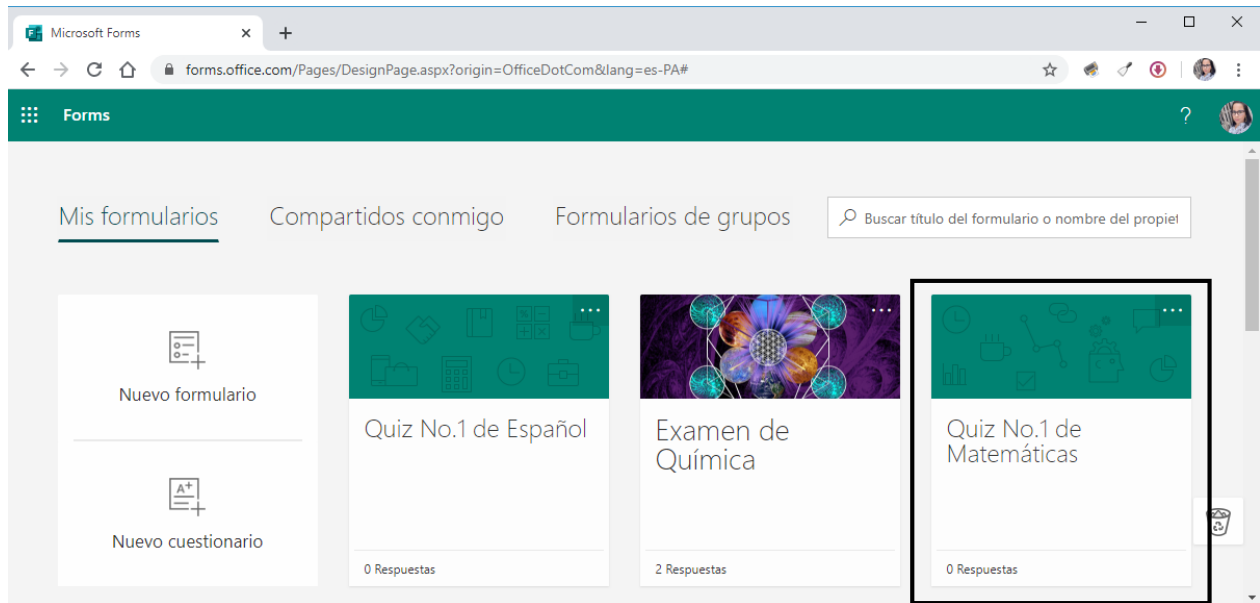 Microsoft Forms
forms.office.com/Pages/DesignPage.aspx?origin=OfficeDotCom&lang=es-PA#
Forms
?
Mis formularios
Compartidos conmigo
Formularios de grupos
Buscar título del formulario o nombre del propiet
Nuevo formulario
Nuevo cuestionario
Quiz No.1 de Español
0 Respuestas
Examen de
Química
2 Respuestas
Quiz No.1 de
Matemáticas
0 Respuestas